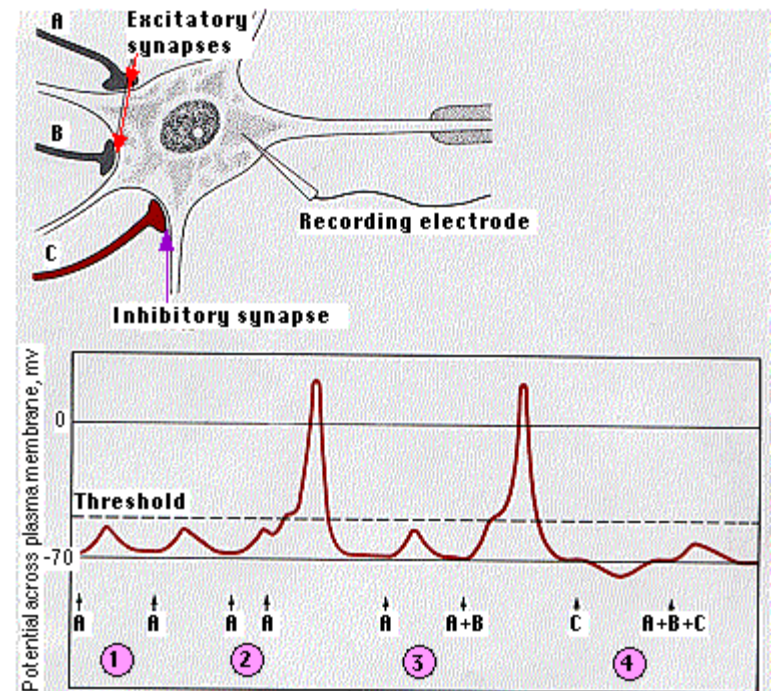 A
Excitatory
synapses
B
C
Recording electrode
Inhibitory synapse
Potential across plasma membrane, mv
0
Threshold
-70
A A A A A A+B C A+B+C
1 2 3 4